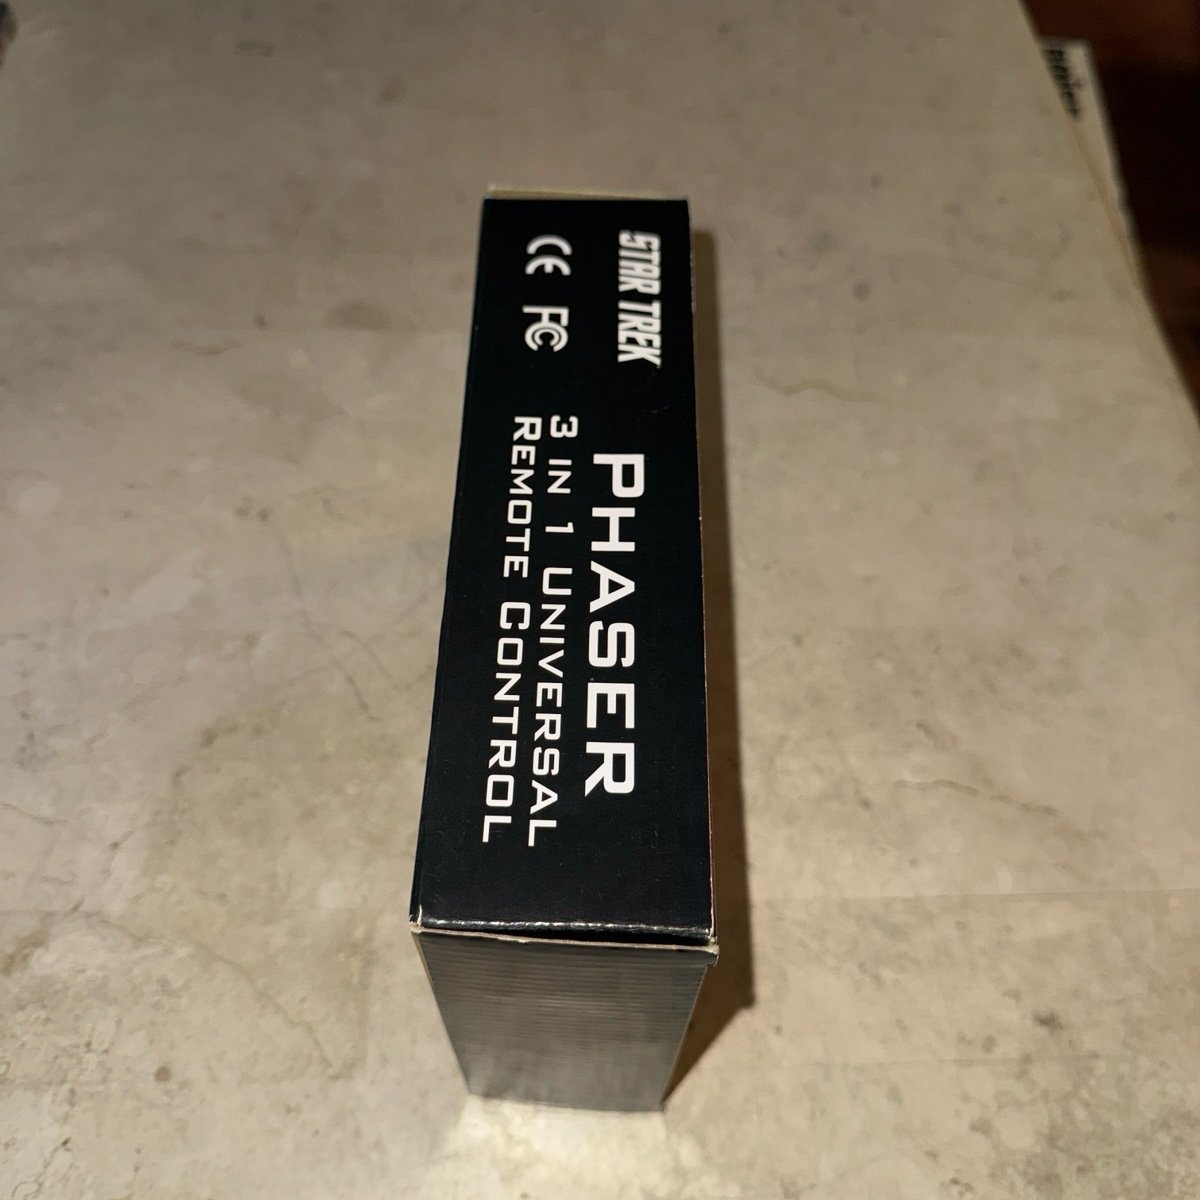 STAR TREK
CE FC
PHASER
3 IN 1 UNIVERSAL
REMOTE CONTROL